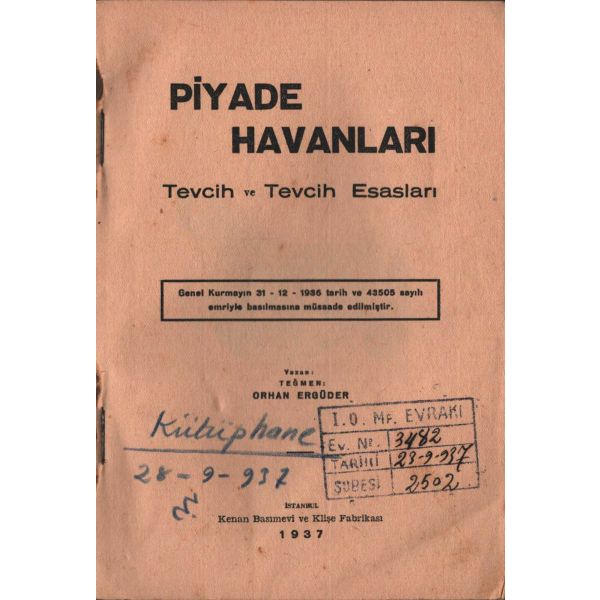 PİYADE
HAVANLARI
Tevcih ve Tevcih Esasları
Genel Kurmayın 31 - 12 - 1936 tarih ve 43505 sayılı
emriyle basılmasına müsaade edilmiştir.
Yazan:
TEĞMEN:
ORHAN ERGÜDER
Kütüphane
28-9-937
I.O. Mp. EVRAKI
Ev. Nº. 3482
TARİHİ 23-9-937
ŞUBESİ 2502
İSTANBUL
Kenan Basımevi ve Klişe Fabrikası
1937